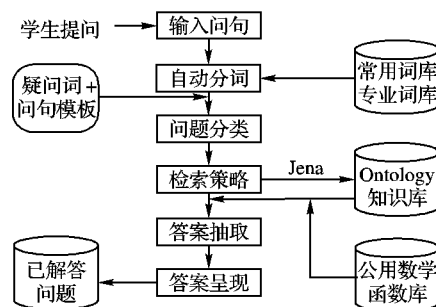 学生提问
输入问句
自动分词
常用词库
专业词库
疑问词+
问句模板
问题分类
检索策略
Jena
Ontology
知识库
答案抽取
已解答
问题
答案呈现
公用数学
函数库